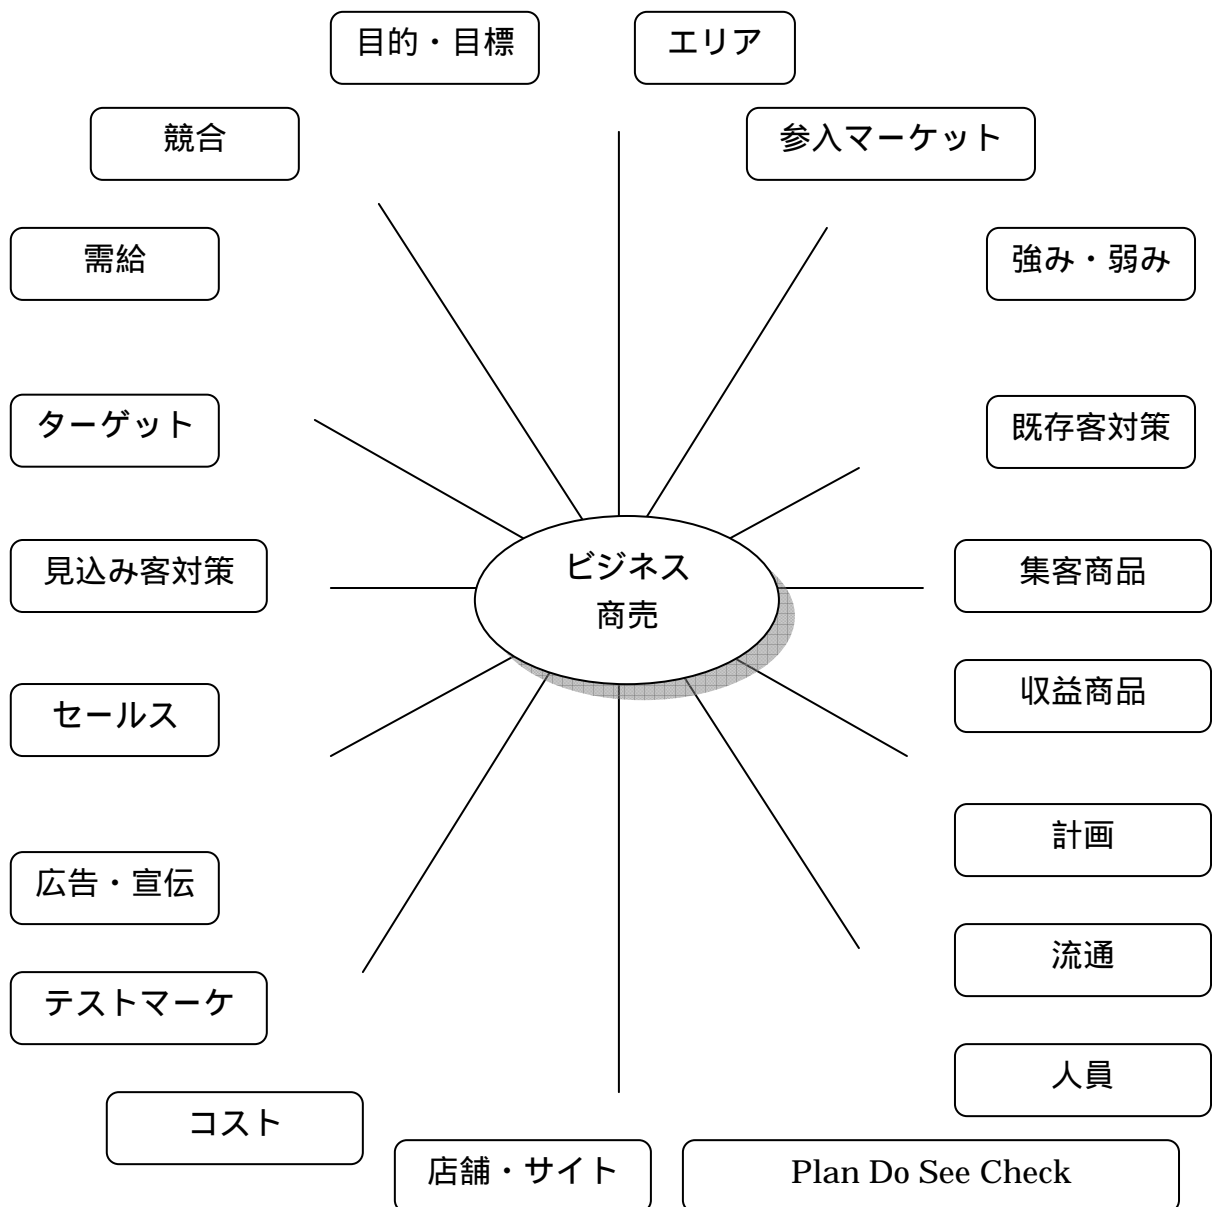 目的・目標
エリア
競合
参入マーケット
需給
強み・弱み
ターゲット
既存客対策
ビジネス
商売
見込み客対策
集客商品
セールス
収益商品
計画
広告・宣伝
流通
テストマーケ
人員
コスト
店舗・サイト
Plan Do See Check